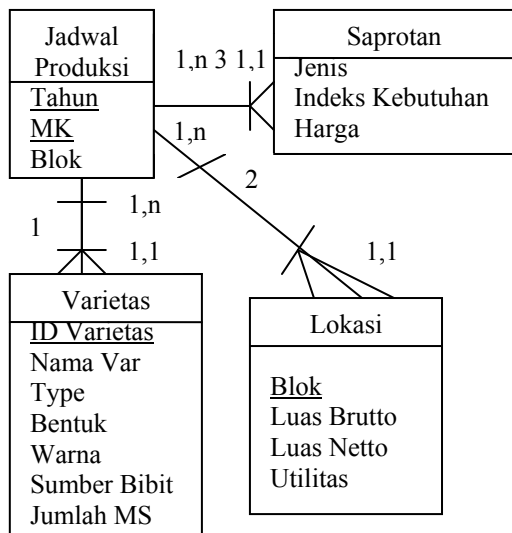 Jadwal
Produksi
Tahun
MK
Blok
1,n 3 1,1
Saprotan
Jenis
Indeks Kebutuhan
Harga
1,n
2
1,1
1
1,n
1,1
Varietas
ID Varietas
Nama Var
Type
Bentuk
Warna
Sumber Bibit
Jumlah MS
Lokasi
Blok
Luas Brutto
Luas Netto
Utilitas